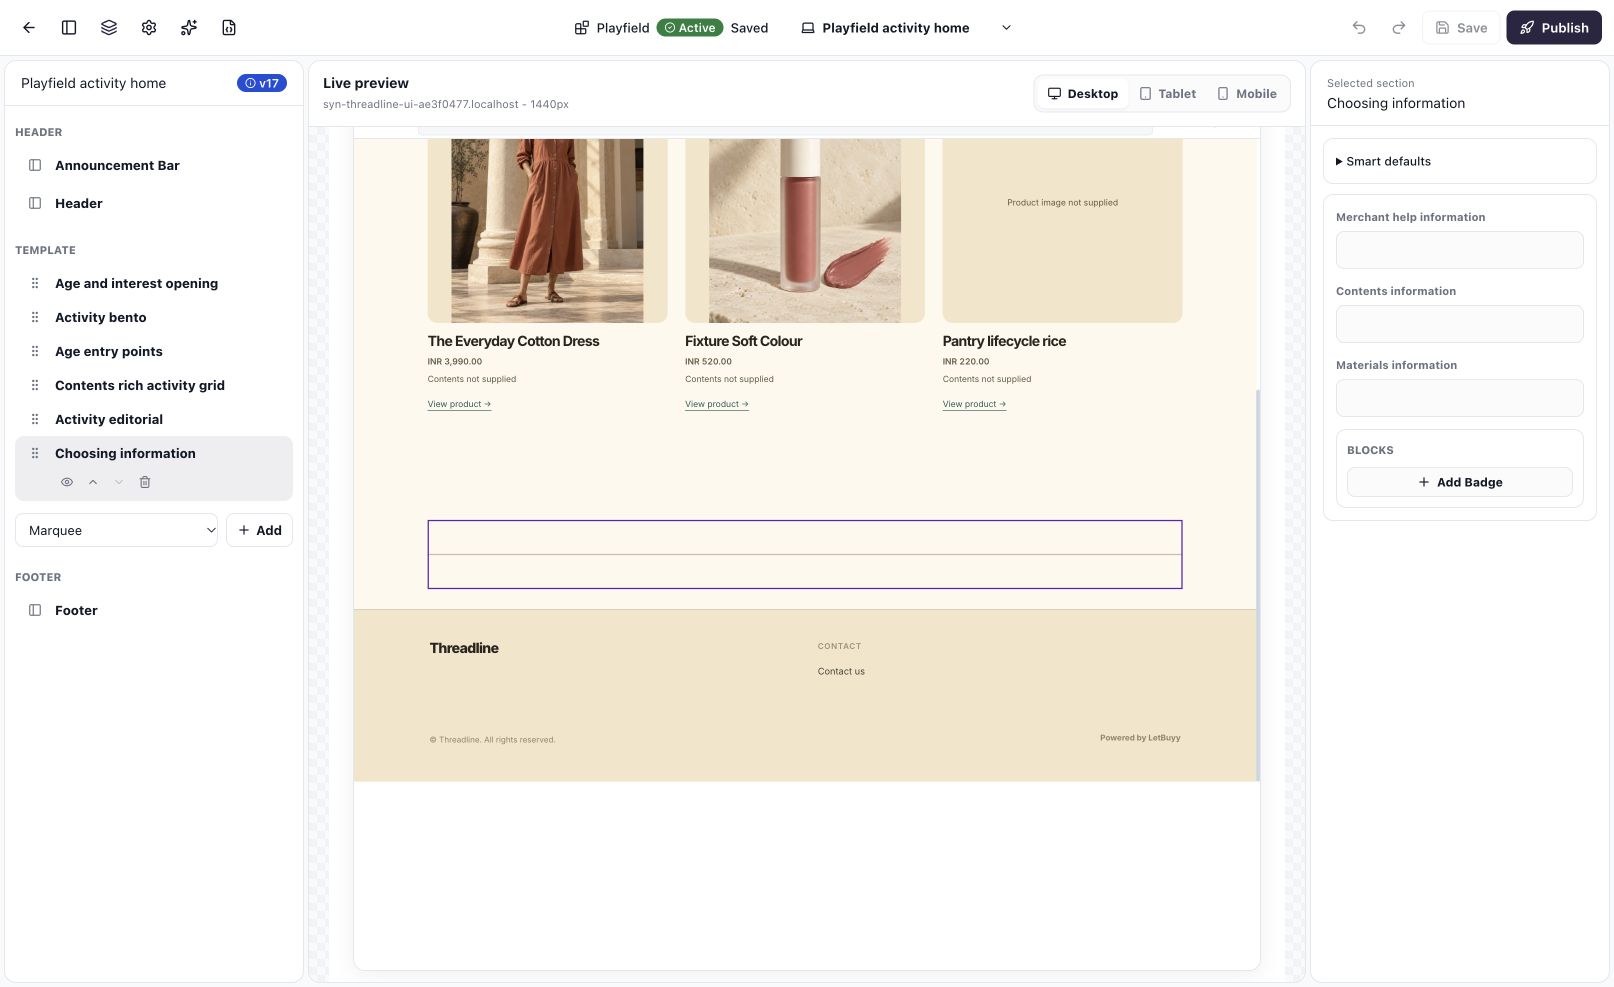 Playfield
Active
Saved
Playfield activity home
Save
Publish
Playfield activity home
v17
HEADER
Announcement Bar
Header
TEMPLATE
Age and interest opening
Activity bento
Age entry points
Contents rich activity grid
Activity editorial
Choosing information
Marquee
Add
FOOTER
Footer
Live preview
syn-threadline-ui-ae3f0477.localhost - 1440px
Desktop
Tablet
Mobile
Product image not supplied
The Everyday Cotton Dress
INR 3,990.00
Contents not supplied
View product →
Fixture Soft Colour
INR 520.00
Contents not supplied
View product →
Pantry lifecycle rice
INR 220.00
Contents not supplied
View product →
Threadline
CONTACT
Contact us
© Threadline. All rights reserved.
Powered by LetBuyy
Selected section
Choosing information
Smart defaults
Merchant help information
Contents information
Materials information
BLOCKS
Add Badge